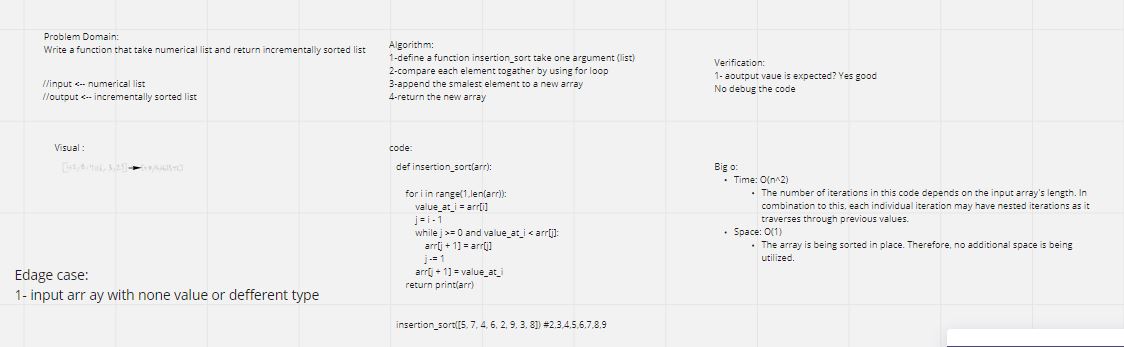 Problem Domain:
Write a function that take numerical list and return incrementally sorted list
//input <-- numerical list
//output <-- incrementally sorted list
Algorithm:
1-define a function insertion_sort take one argument (list)
2-compare each element togather by using for loop
3-append the smalest element to a new array
4-return the new array
Verification:
1- aoutput vaue is expected? Yes good
No debug the code
Visual :
code:
def insertion_sort(arr):
for i in range(1,len(arr)):
value_at_i = arr[i]
j = i - 1
while j >= 0 and value_at_i < arr[j]:
arr[j + 1] = arr[j]
j -= 1
arr[j + 1] = value_at_i
return print(arr)
insertion_sort([5, 7, 4, 6, 2, 9, 3, 8]) #2,3,4,5,6,7,8,9
Big o:
• Time: O(n^2)
• The number of iterations in this code depends on the input array's length. In
combination to this, each individual iteration may have nested iterations as it
traverses through previous values.
• Space: O(1)
• The array is being sorted in place. Therefore, no additional space is being
utilized.
Edage case:
1- input arr ay with none value or defferent type